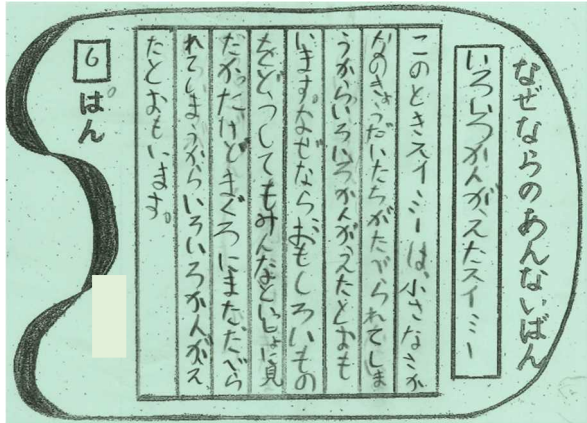 なぜならのあんないばん
いろいろかんがえたスイミー
このときスイミーは、小さなさか
なのきょうだいたちがたべられてしま
うからいろいろかんがえたとおも
います。なぜなら、おもしろいもの
をどうしてもみんなといっしょに見
たかったけどまぐろにまた、たべら
れてしまうからいろいろかんがえ
たとおもいます。
6ぱん